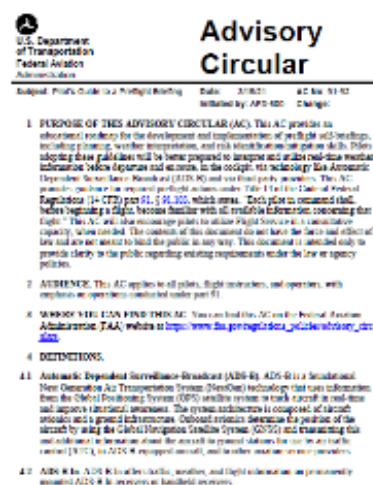 U.S. Department
of Transportation
Federal Aviation
Administration
Advisory
Circular
Subject: Pilot's Guide to a Preflight Briefing Date: 3/15/21 AC No: 91-92
Initiated by: AFS-800 Change:
1 PURPOSE OF THIS ADVISORY CIRCULAR (AC). This AC provides an
educational roadmap for the development and implementation of preflight self-briefings,
including planning, weather interpretation, and risk identification/mitigation skills. Pilots
adopting these guidelines will be better prepared to interpret and utilize real-time weather
information before departure and en route, in the cockpit, via technology like Automatic
Dependent Surveillance-Broadcast (ADS-B) and via third-party providers. This AC
provides guidance for required preflight actions under Title 14 of the Code of Federal
Regulations (14 CFR) part 91, § 91.103, which states, "Each pilot in command shall,
before beginning a flight, become familiar with all available information concerning that
flight." This AC will also encourage pilots to utilize Flight Service in a consultative
capacity, when needed. The contents of this document do not have the force and effect of
law and are not meant to bind the public in any way. This document is intended only to
provide clarity to the public regarding existing requirements under the law or agency
policies.
2 AUDIENCE. This AC applies to all pilots, flight instructors, and operators, with
emphasis on operations conducted under part 91.
3 WHERE YOU CAN FIND THIS AC. You can find this AC on the Federal Aviation
Administration (FAA) website at https://www.faa.gov/regulations_policies/advisory_circ
4 DEFINITIONS.
4.1 Automatic Dependent Surveillance-Broadcast (ADS-B). ADS-B is a foundational
Next Generation Air Transportation System (NextGen) technology that uses information
from the Global Positioning System (GPS) satellite system to track aircraft in real-time
and improve situational awareness. The system architecture is composed of aircraft
avionics and a ground infrastructure. Onboard avionics determine the position of the
aircraft by using the Global Navigation Satellite System (GNSS) and transmitting this
and additional information about the aircraft to ground stations for use by air traffic
control (ATC), to ADS-B equipped aircraft, and to other aviation service providers.
4.2 ADS-B In. ADS-B In offers traffic, weather, and flight information on permanently
mounted ADS-B In receivers or handheld receivers.